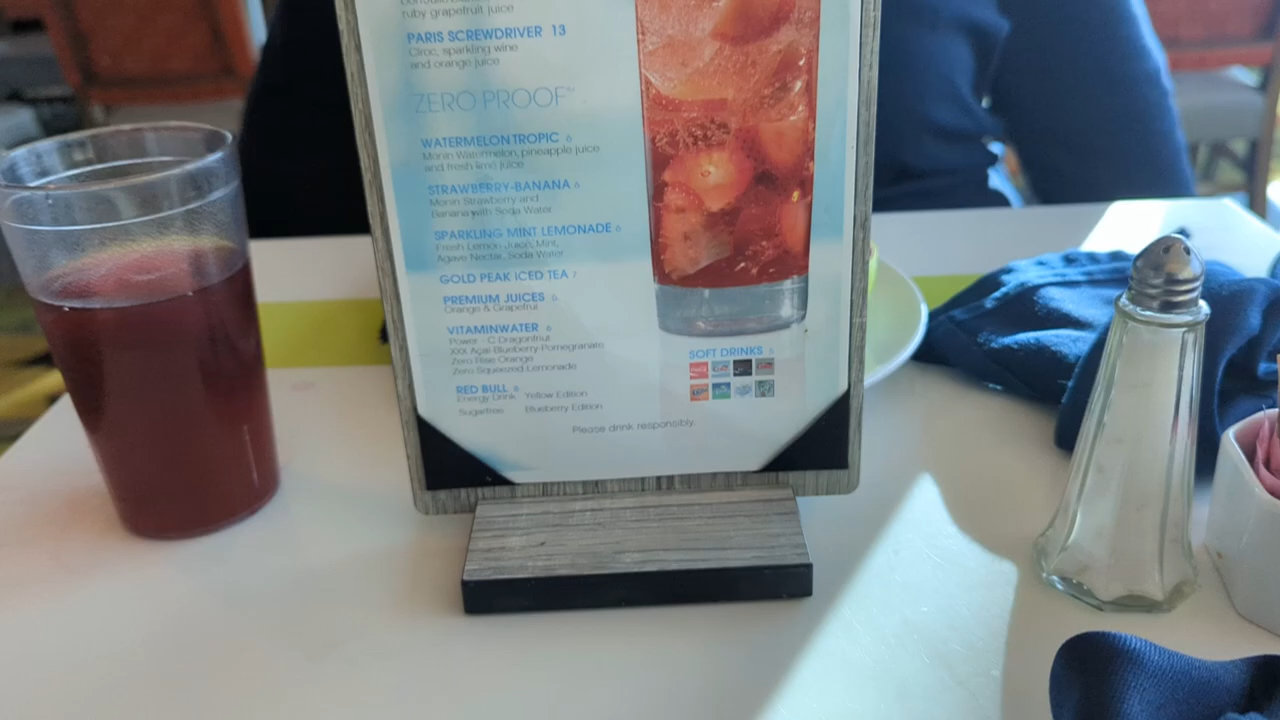 ruby grapefruit juice
PARIS SCREWDRIVER 13
Ciroc, sparkling wine
and orange juice
ZERO PROOF™
WATERMELON TROPIC 6
Monin Watermelon, pineapple juice
and fresh lime juice
STRAWBERRY-BANANA 6
Monin Strawberry and
Banana with Soda Water
SPARKLING MINT LEMONADE 6
Fresh Lemon Juice, Mint,
Agave Nectar, Soda Water
GOLD PEAK ICED TEA 7
PREMIUM JUICES 6
Orange & Grapefruit
VITAMINWATER 6
Power - C Dragonfruit
XXX Açai Blueberry-Pomegranate
Zero Rise Orange
Zero Squeezed Lemonade
RED BULL 8
Energy Drink Yellow Edition
Sugarfree Blueberry Edition
SOFT DRINKS 5
Please drink responsibly.